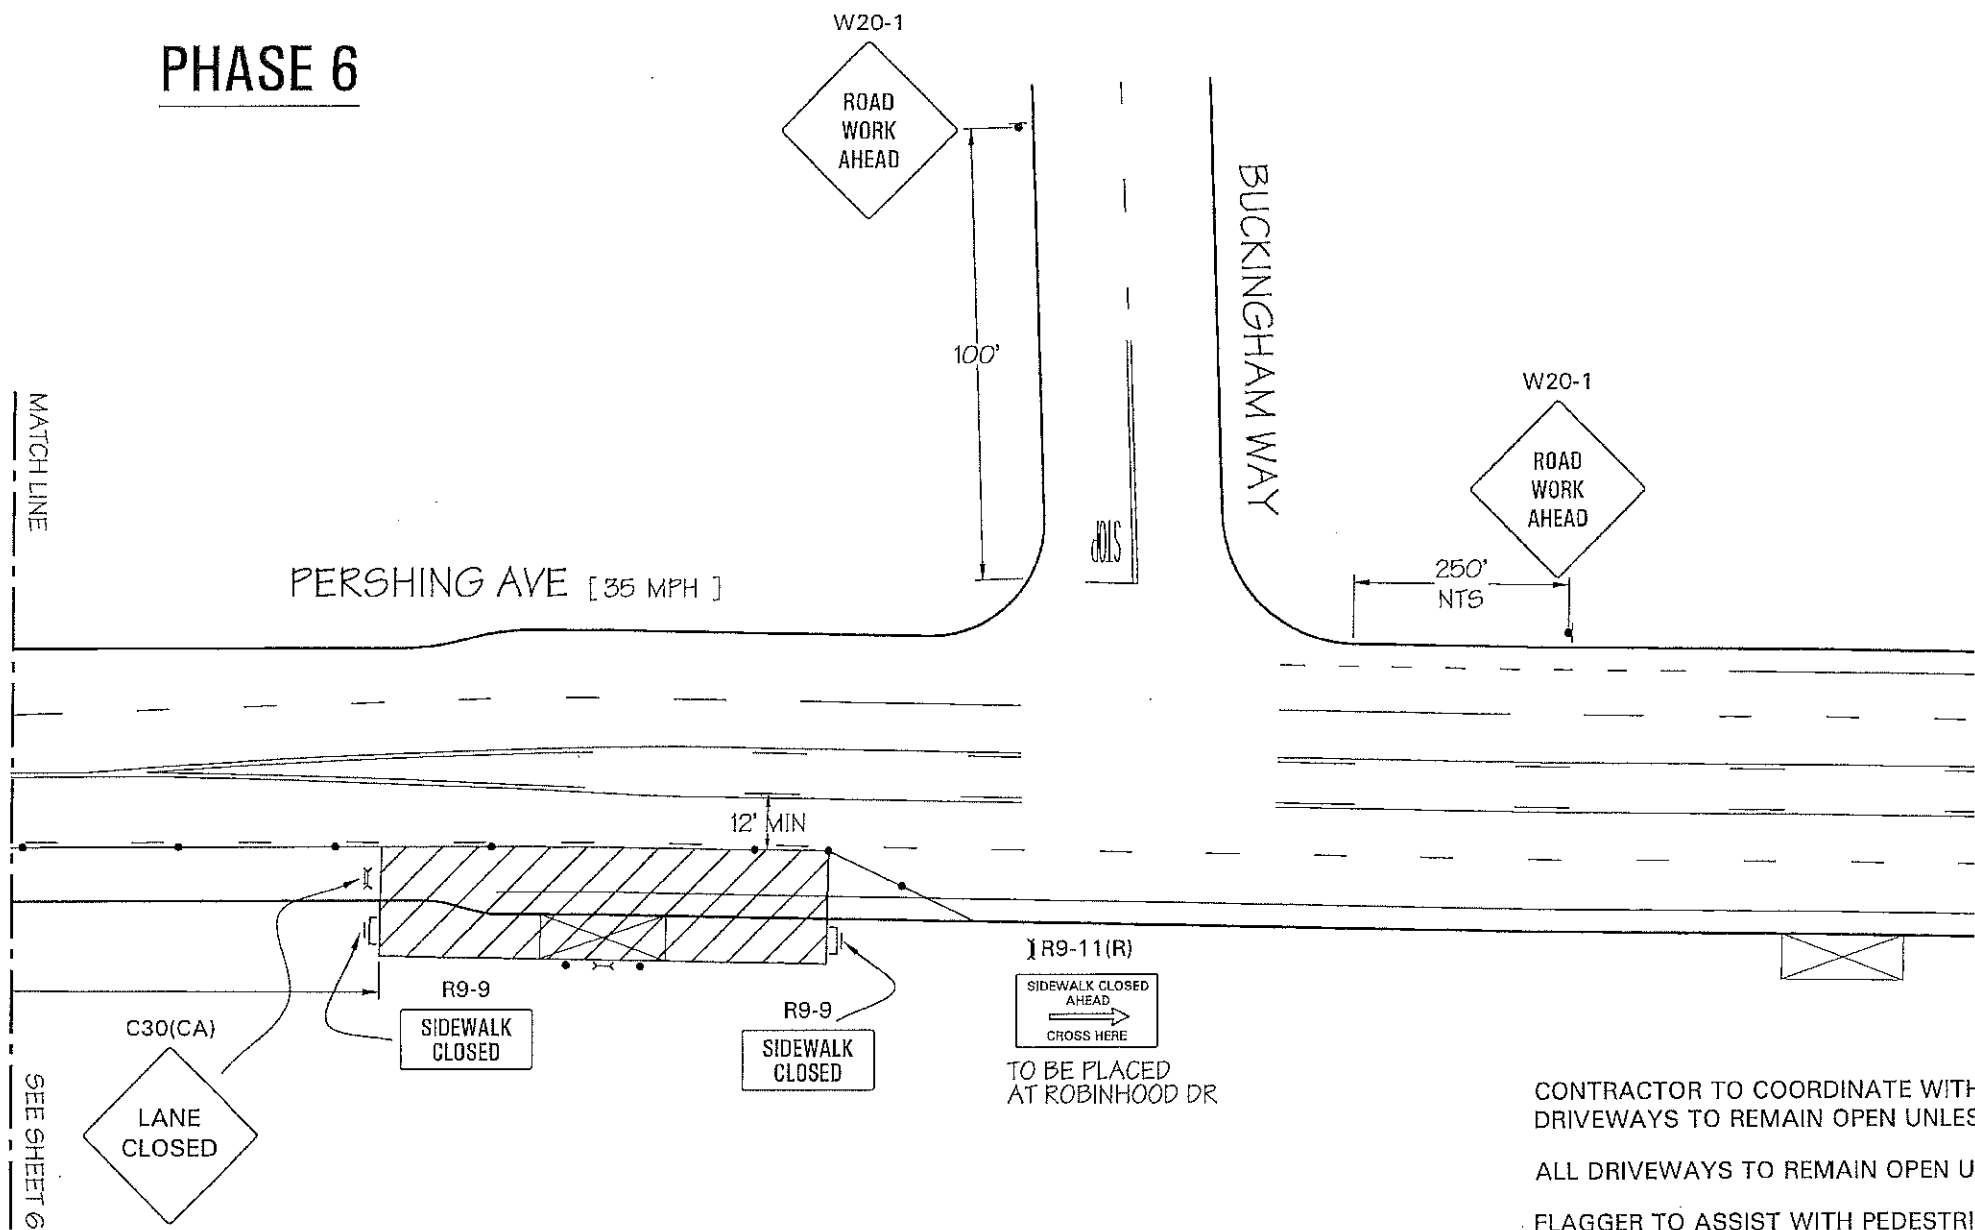 PHASE 6
W20-1
ROAD
WORK
AHEAD
100'
BUCKINGHAM WAY
W20-1
ROAD
WORK
AHEAD
250'
NTS
STOP
MATCH LINE
PERSHING AVE [35 MPH]
12' MIN
R9-11(R)
SIDEWALK CLOSED
AHEAD
CROSS HERE
TO BE PLACED
AT ROBINHOOD DR
R9-9
SIDEWALK
CLOSED
R9-9
SIDEWALK
CLOSED
C30(CA)
LANE
CLOSED
SEE SHEET 6
CONTRACTOR TO COORDINATE WITH
DRIVEWAYS TO REMAIN OPEN UNLES
ALL DRIVEWAYS TO REMAIN OPEN U
FLAGGER TO ASSIST WITH PEDESTRI